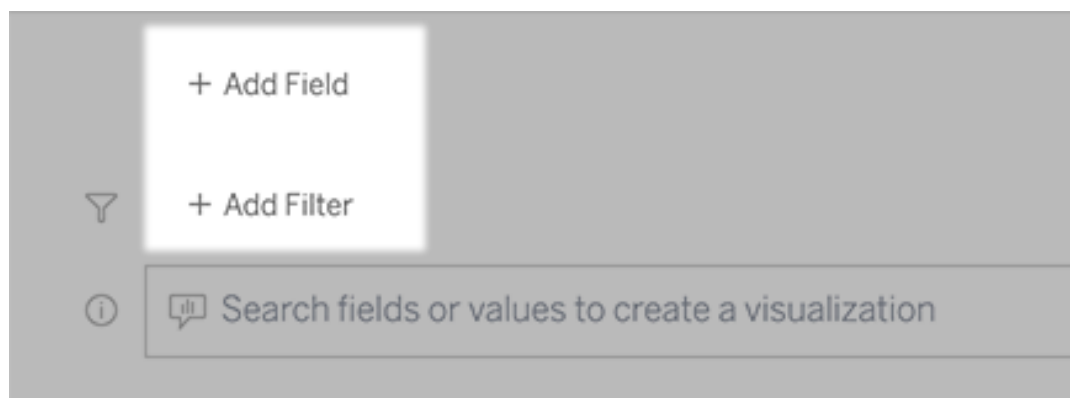 + Add Field
+ Add Filter
Search fields or values to create a visualization